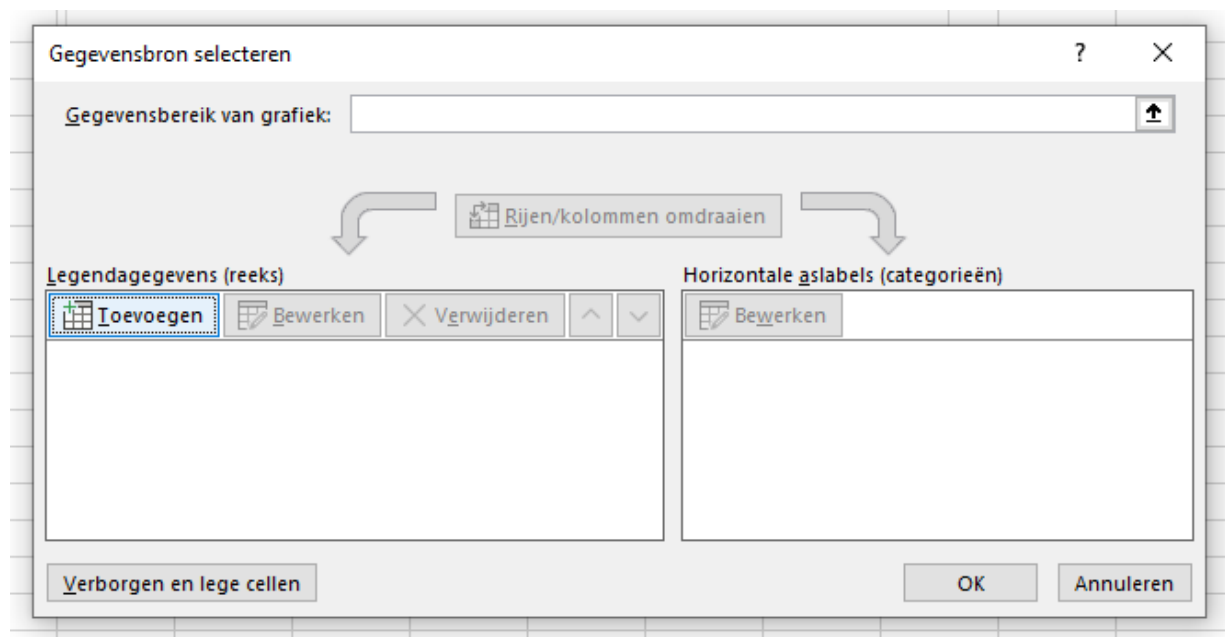 Gegevensbron selecteren ?
Gegevensbereik van grafiek:
Rijen/kolommen omdraaien
Legendagegevens (reeks)
Toevoegen Bewerken Verwijderen
Horizontale aslabels (categorieën)
Bewerken
Verborgen en lege cellen
OK Annuleren